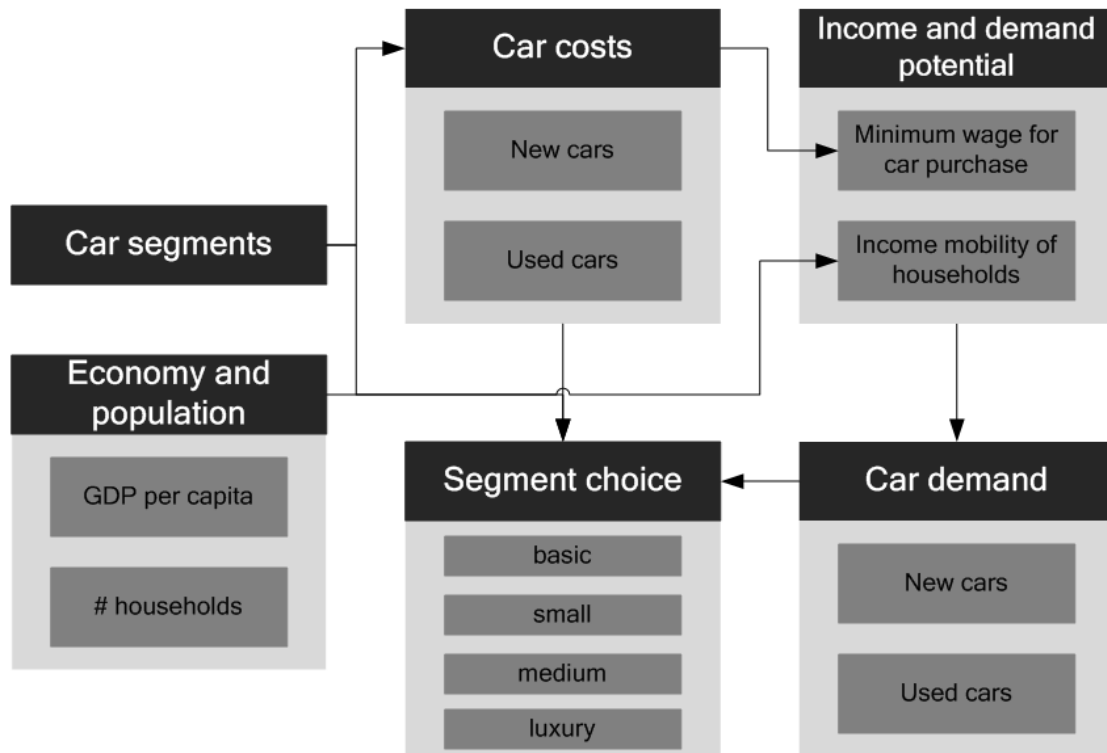 Car segments
Economy and
population
GDP per capita
# households
Car costs
New cars
Used cars
Segment choice
basic
small
medium
luxury
Income and demand
potential
Minimum wage for
car purchase
Income mobility of
households
Car demand
New cars
Used cars